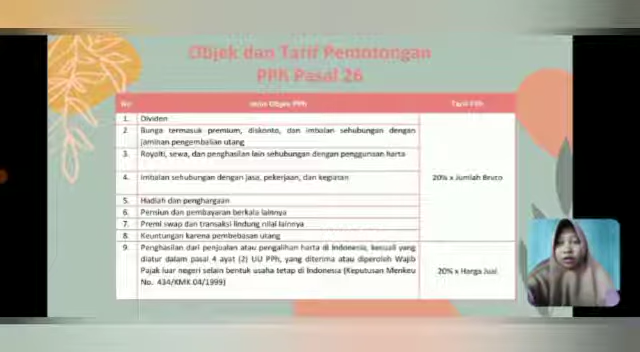 Objek dan Tarif Pemotongan
PPh Pasal 26
No Jenis Objek PPh Tarif PPh
1. Dividen
2. Bunga termasuk premium, diskonto, dan imbalan sehubungan dengan
jaminan pengembalian utang
3. Royalti, sewa, dan penghasilan lain sehubungan dengan penggunaan harta
4. Imbalan sehubungan dengan jasa, pekerjaan, dan kegiatan
20% x Jumlah Bruto
5. Hadiah dan penghargaan
6. Pensiun dan pembayaran berkala lainnya
7. Premi swap dan transaksi lindung nilai lainnya
8. Keuntungan karena pembebasan utang
9. Penghasilan dari penjualan atau pengalihan harta di Indonesia, kecuali yang
diatur dalam pasal 4 ayat (2) UU PPh, yang diterima atau diperoleh Wajib
Pajak luar negeri selain bentuk usaha tetap di Indonesia (Keputusan Menkeu
No. 434/KMK.04/1999)
20% x Harga Jual